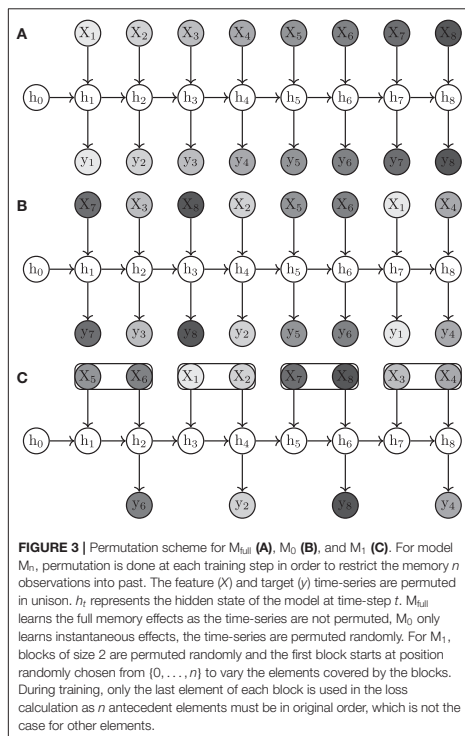 A
X₁ X₂ X₃ X₄ X₅ X₆ X₇ X₈
h₀ h₁ h₂ h₃ h₄ h₅ h₆ h₇ h₈
y₁ y₂ y₃ y₄ y₅ y₆ y₇ y₈
B
X₇ X₃ X₈ X₂ X₅ X₆ X₁ X₄
h₀ h₁ h₂ h₃ h₄ h₅ h₆ h₇ h₈
y₇ y₃ y₈ y₂ y₅ y₆ y₁ y₄
C
X₅ X₆ X₁ X₂ X₇ X₈ X₃ X₄
h₀ h₁ h₂ h₃ h₄ h₅ h₆ h₇ h₈
y₆ y₂ y₈ y₄
FIGURE 3 | Permutation scheme for M_full (A), M₀ (B), and M₁ (C). For model
Mₙ, permutation is done at each training step in order to restrict the memory n
observations into past. The feature (X) and target (y) time-series are permuted
in unison. hₜ represents the hidden state of the model at time-step t. M_full
learns the full memory effects as the time-series are not permuted, M₀ only
learns instantaneous effects, the time-series are permuted randomly. For M₁,
blocks of size 2 are permuted randomly and the first block starts at position
randomly chosen from {0, . . . , n} to vary the elements covered by the blocks.
During training, only the last element of each block is used in the loss
calculation as n antecedent elements must be in original order, which is not the
case for other elements.